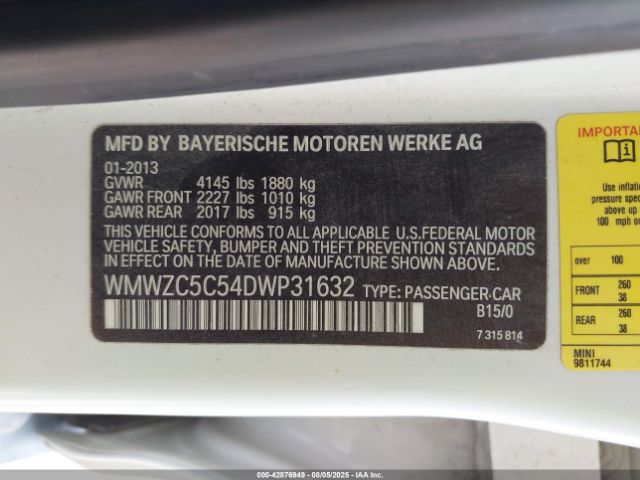 MFD BY BAYERISCHE MOTOREN WERKE AG
01-2013
GVWR 4145 lbs 1880 kg
GAWR FRONT 2227 lbs 1010 kg
GAWR REAR 2017 lbs 915 kg
THIS VEHICLE CONFORMS TO ALL APPLICABLE U.S.FEDERAL MOTOR
VEHICLE SAFETY, BUMPER AND THEFT PREVENTION STANDARDS
IN EFFECT ON THE DATE OF MANUFACTURE SHOWN ABOVE.
WMWZC5C54DWP31632 TYPE: PASSENGER-CAR
B15/0
7 315 814
IMPORTA
Use inflat
pressure spec
above up
100 mph o
over 100
FRONT 260
38
REAR 260
38
MINI
9811744
000-42876949 - 08/05/2025 - COPYRIGHT IAA, LLC.